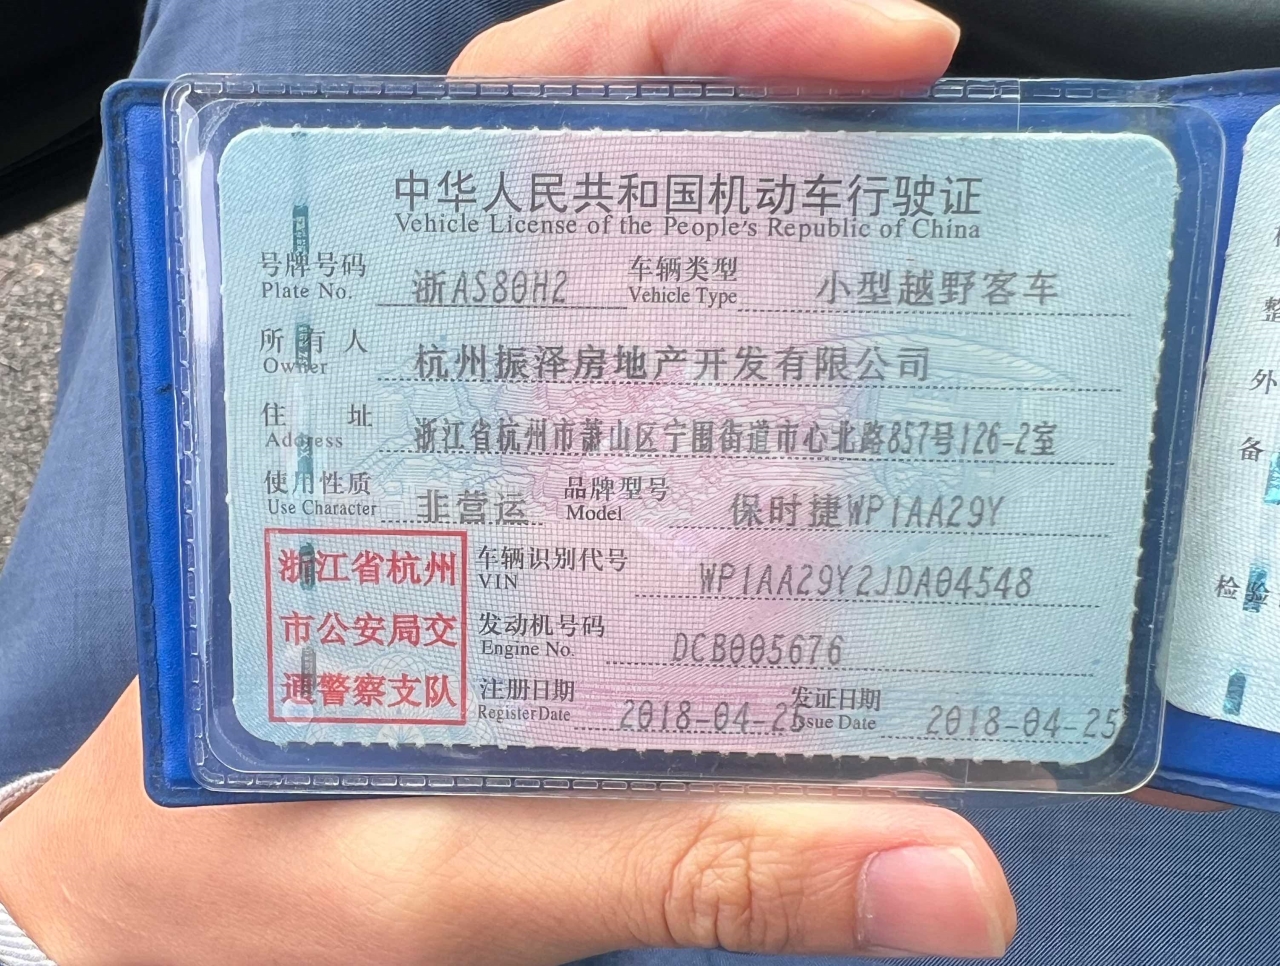 中华人民共和国机动车行驶证
Vehicle License of the People's Republic of China
号牌号码 浙AS80H2 车辆类型 小型越野客车
Plate No. Vehicle Type
所有人 杭州振泽房地产开发有限公司
Owner
住址 浙江省杭州市萧山区宁围街道市心北路857号126-2室
Address
使用性质 非营运 品牌型号 保时捷WP1AA29Y
Use Character Model
浙江省杭州
市公安局交
通警察支队
车辆识别代号 WP1AA29Y2JDA04548
VIN
发动机号码 DCB005676
Engine No.
注册日期 2018-04-25 发证日期 2018-04-25
Register Date Issue Date
整
外
备
检验